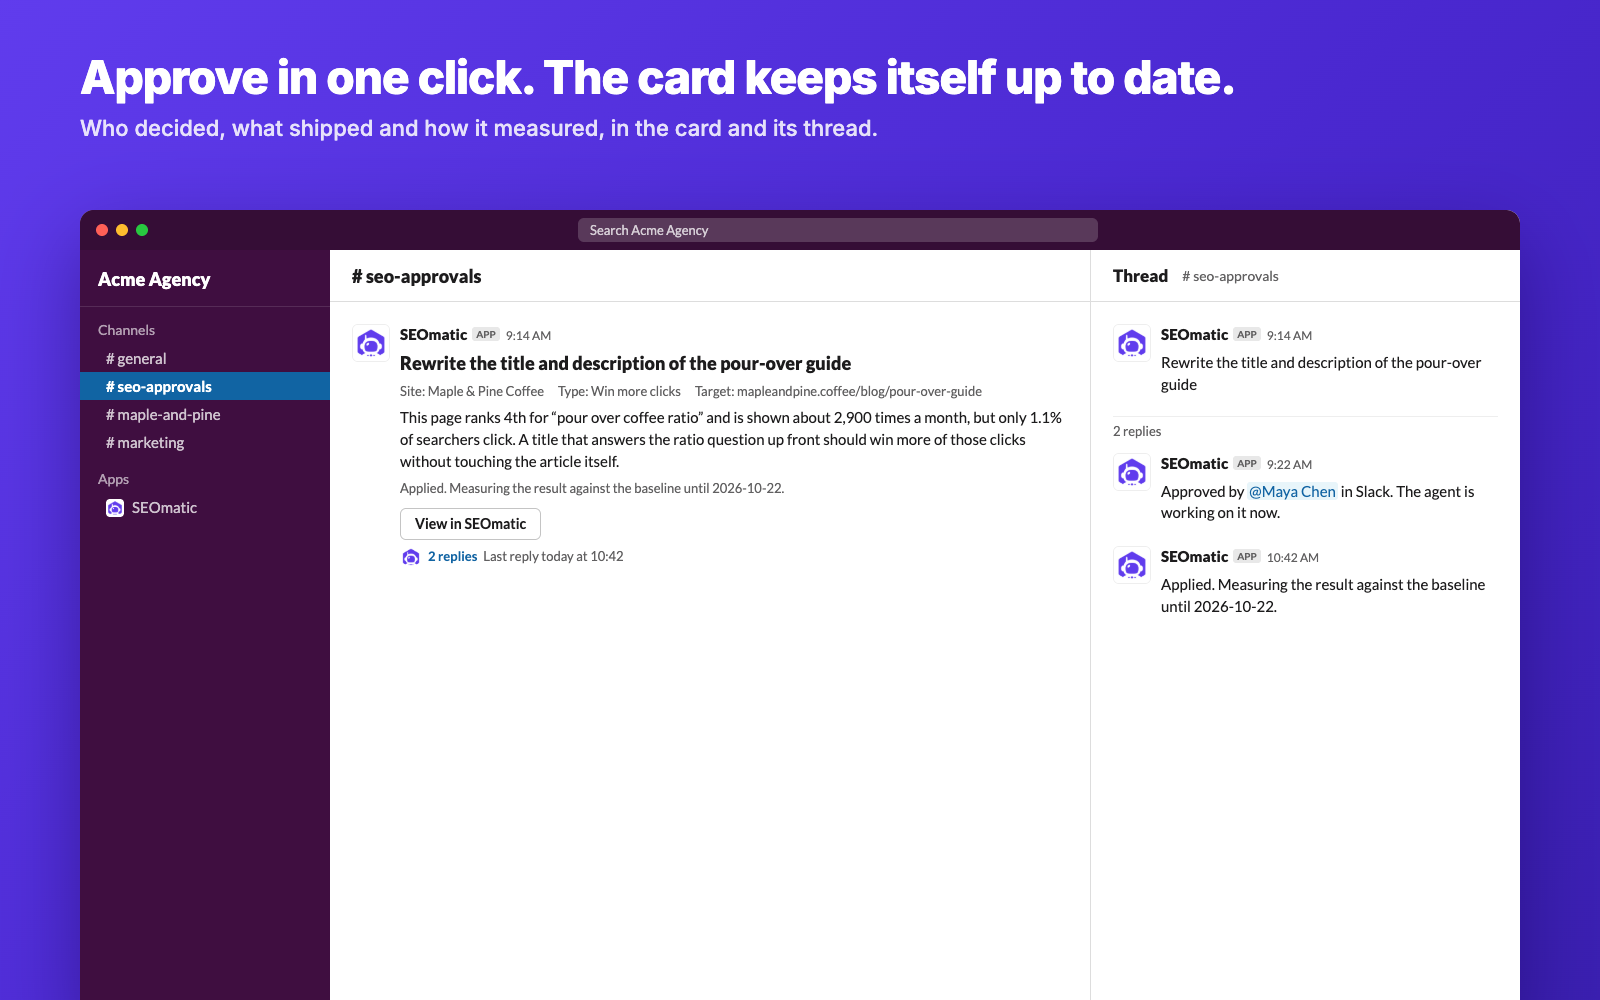 Approve in one click. The card keeps itself up to date.
Who decided, what shipped and how it measured, in the card and its thread.
Search Acme Agency
Acme Agency
Channels
# general
# seo-approvals
# maple-and-pine
# marketing
Apps
SEOmatic
# seo-approvals
SEOmatic APP 9:14 AM
Rewrite the title and description of the pour-over guide
Site: Maple & Pine Coffee Type: Win more clicks Target: mapleandpine.coffee/blog/pour-over-guide
This page ranks 4th for “pour over coffee ratio” and is shown about 2,900 times a month, but only 1.1%
of searchers click. A title that answers the ratio question up front should win more of those clicks
without touching the article itself.
Applied. Measuring the result against the baseline until 2026-10-22.
View in SEOmatic
2 replies Last reply today at 10:42
Thread # seo-approvals
SEOmatic APP 9:14 AM
Rewrite the title and description of the pour-over
guide
2 replies
SEOmatic APP 9:22 AM
Approved by @Maya Chen in Slack. The agent is
working on it now.
SEOmatic APP 10:42 AM
Applied. Measuring the result against the baseline
until 2026-10-22.